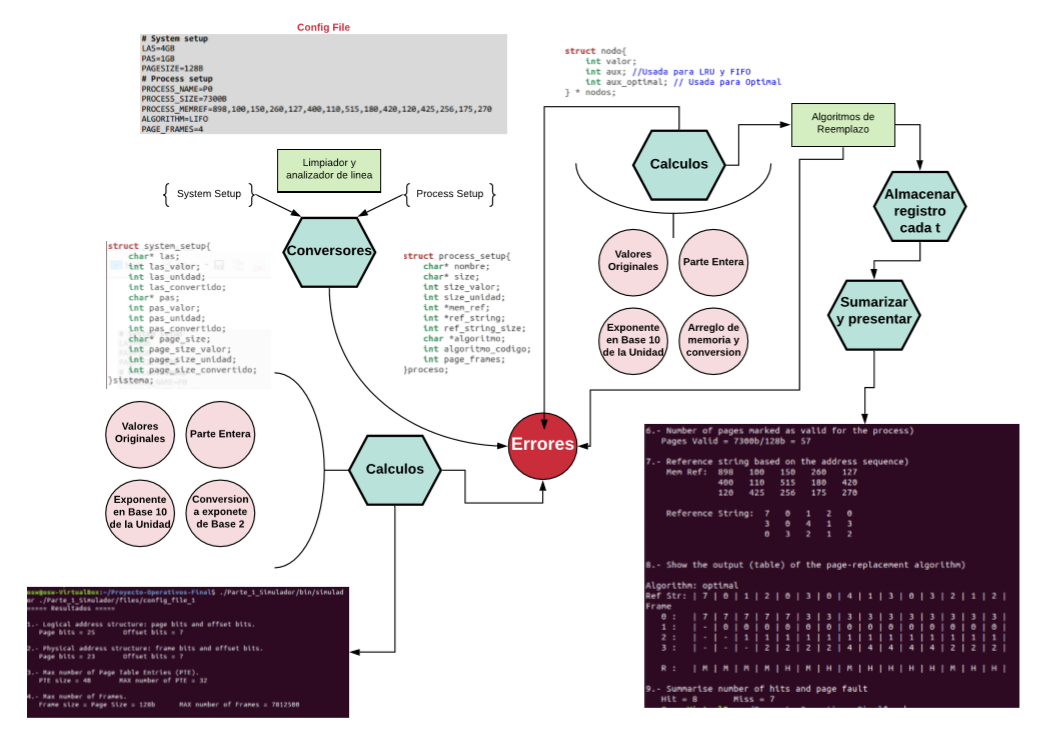 Config File
# System setup
LAS=4GB
PAS=1GB
PAGESIZE=128B
# Process setup
PROCESS_NAME=P0
PROCESS_SIZE=7300B
PROCESS_MEMREF=898,100,150,260,127,400,110,515,180,420,120,425,256,175,270
ALGORITHM=LIFO
PAGE_FRAMES=4
struct nodo{
int valor;
int aux; //Usada para LRU y FIFO
int aux_optimal; // Usada para Optimal
} * nodos;
Limpiador y
analizador de linea
System Setup
Process Setup
Conversores
struct system_setup{
char* las;
int las_valor;
int las_unidad;
int las_convertido;
char* pas;
int pas_valor;
int pas_unidad;
int pas_convertido;
char* page_size;
int page_size_valor;
int page_size_unidad;
int page_size_convertido;
}sistema;
struct process_setup{
char* nombre;
char* size;
int size_valor;
int size_unidad;
int *mem_ref;
int *ref_string;
int ref_string_size;
char *algoritmo;
int algoritmo_codigo;
int page_frames;
}proceso;
Calculos
Algoritmos de
Reemplazo
Almacenar
registro
cada t
Sumarizar
y presentar
Valores
Originales
Parte Entera
Exponente
en Base 10
de la Unidad
Arreglo de
memoria y
conversion
Errores
Valores
Originales
Parte Entera
Exponente
en Base 10
de la Unidad
Conversion
a exponete
de Base 2
Calculos
osw@osw-VirtualBox:~/Proyecto-Operativos-Final$ ./Parte_1_Simulador/bin/simulad
or ./Parte_1_Simulador/files/config_file_1
===== Resultados =====
1.- Logical address structure: page bits and offset bits.
Page bits = 25 Offset bits = 7
2.- Physical address structure: frame bits and offset bits.
Page bits = 23 Offset bits = 7
3.- Max number of Page Table Entries (PTE).
PTE size = 4B MAX number of PTE = 32
4.- Max number of Frames.
Frame size = Page Size = 128b MAX number of Frames = 7812500
6.- Number of pages marked as valid for the process)
Pages Valid = 7300b/128b = 57
7.- Reference string based on the address sequence)
Mem Ref: 898 100 150 260 127
400 110 515 180 420
120 425 256 175 270
Reference String: 7 0 1 2 0
3 0 4 1 3
0 3 2 1 2
8.- Show the output (table) of the page-replacement algorithm)
Algorithm: optimal
Ref Str: | 7 | 0 | 1 | 2 | 0 | 3 | 0 | 4 | 1 | 3 | 0 | 3 | 2 | 1 | 2 |
Frame
0 : | 7 | 7 | 7 | 7 | 7 | 3 | 3 | 3 | 3 | 3 | 3 | 3 | 3 | 3 | 3 |
1 : | - | 0 | 0 | 0 | 0 | 0 | 0 | 0 | 0 | 0 | 0 | 0 | 0 | 0 | 0 |
2 : | - | - | 1 | 1 | 1 | 1 | 1 | 1 | 1 | 1 | 1 | 1 | 1 | 1 | 1 |
3 : | - | - | - | 2 | 2 | 2 | 2 | 4 | 4 | 4 | 4 | 4 | 2 | 2 | 2 |
R : | M | M | M | M | H | M | H | M | H | H | H | H | M | H | H |
9.- Summarise number of hits and page fault
Hit = 8 Miss = 7